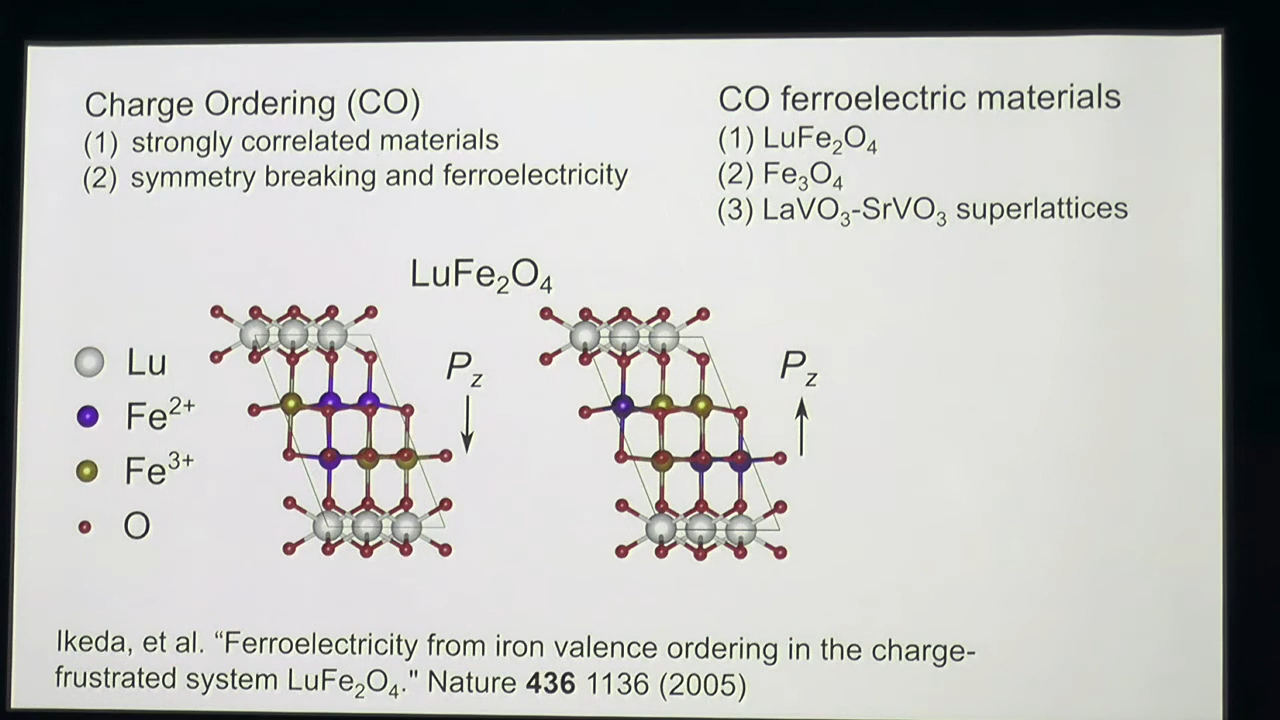 Charge Ordering (CO)
(1) strongly correlated materials
(2) symmetry breaking and ferroelectricity
CO ferroelectric materials
(1) LuFe₂O₄
(2) Fe₃O₄
(3) LaVO₃-SrVO₃ superlattices
LuFe₂O₄
Lu
Fe²⁺
Fe³⁺
O
P_z
P_z
Ikeda, et al. “Ferroelectricity from iron valence ordering in the charge-
frustrated system LuFe₂O₄." Nature 436 1136 (2005)